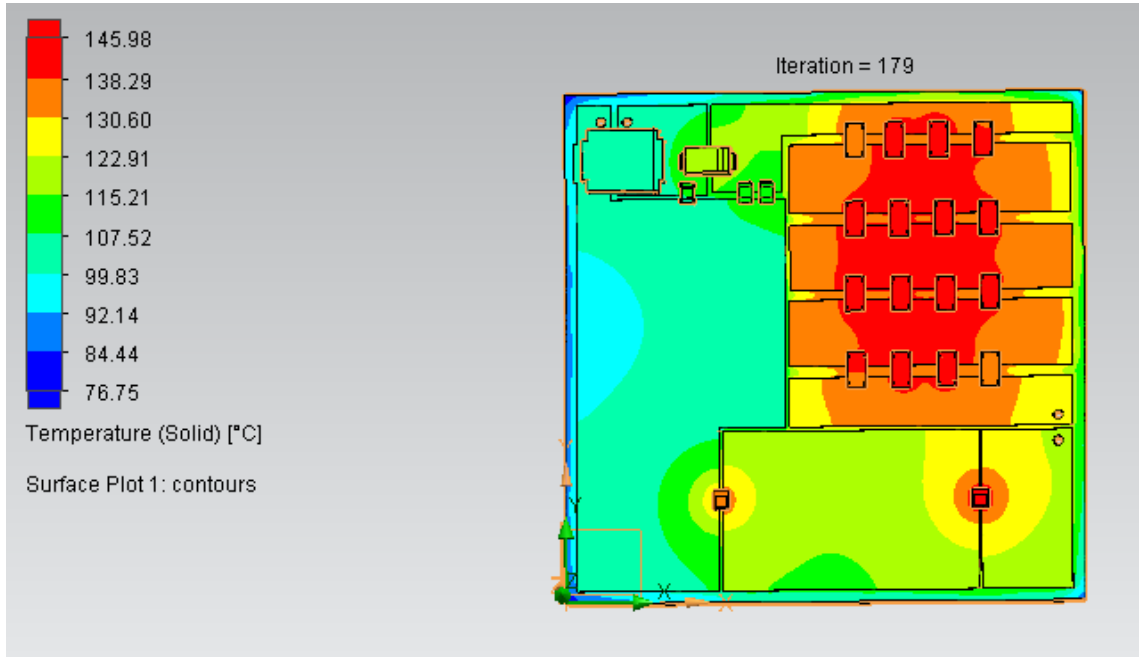 145.98
138.29
130.60
122.91
115.21
107.52
99.83
92.14
84.44
76.75
Temperature (Solid) [°C]
Surface Plot 1: contours
Iteration = 179
Y
Y
Z
X
X